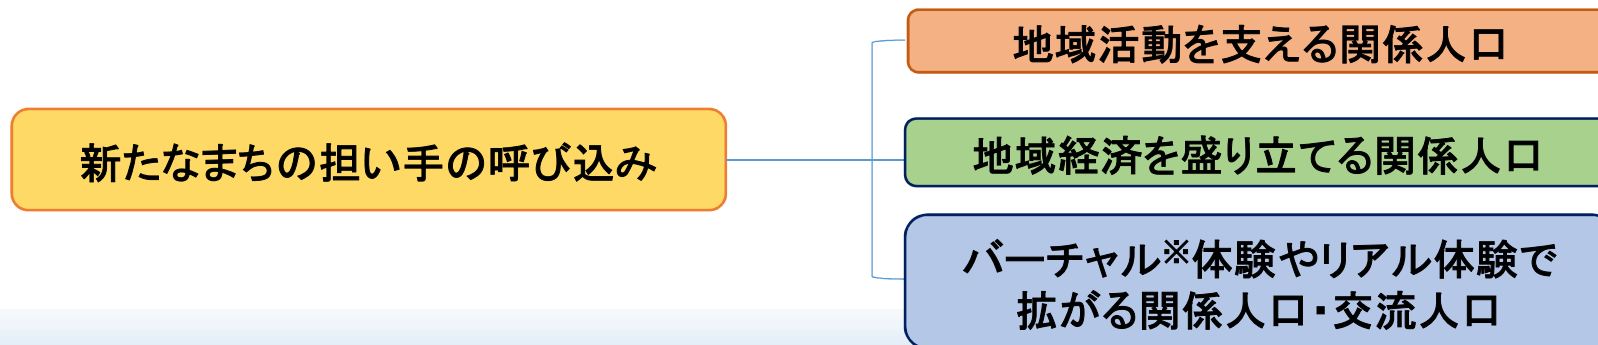 新たなまちの担い手の呼び込み
地域活動を支える関係人口
地域経済を盛り立てる関係人口
バーチャル※体験やリアル体験で
拡がる関係人口・交流人口